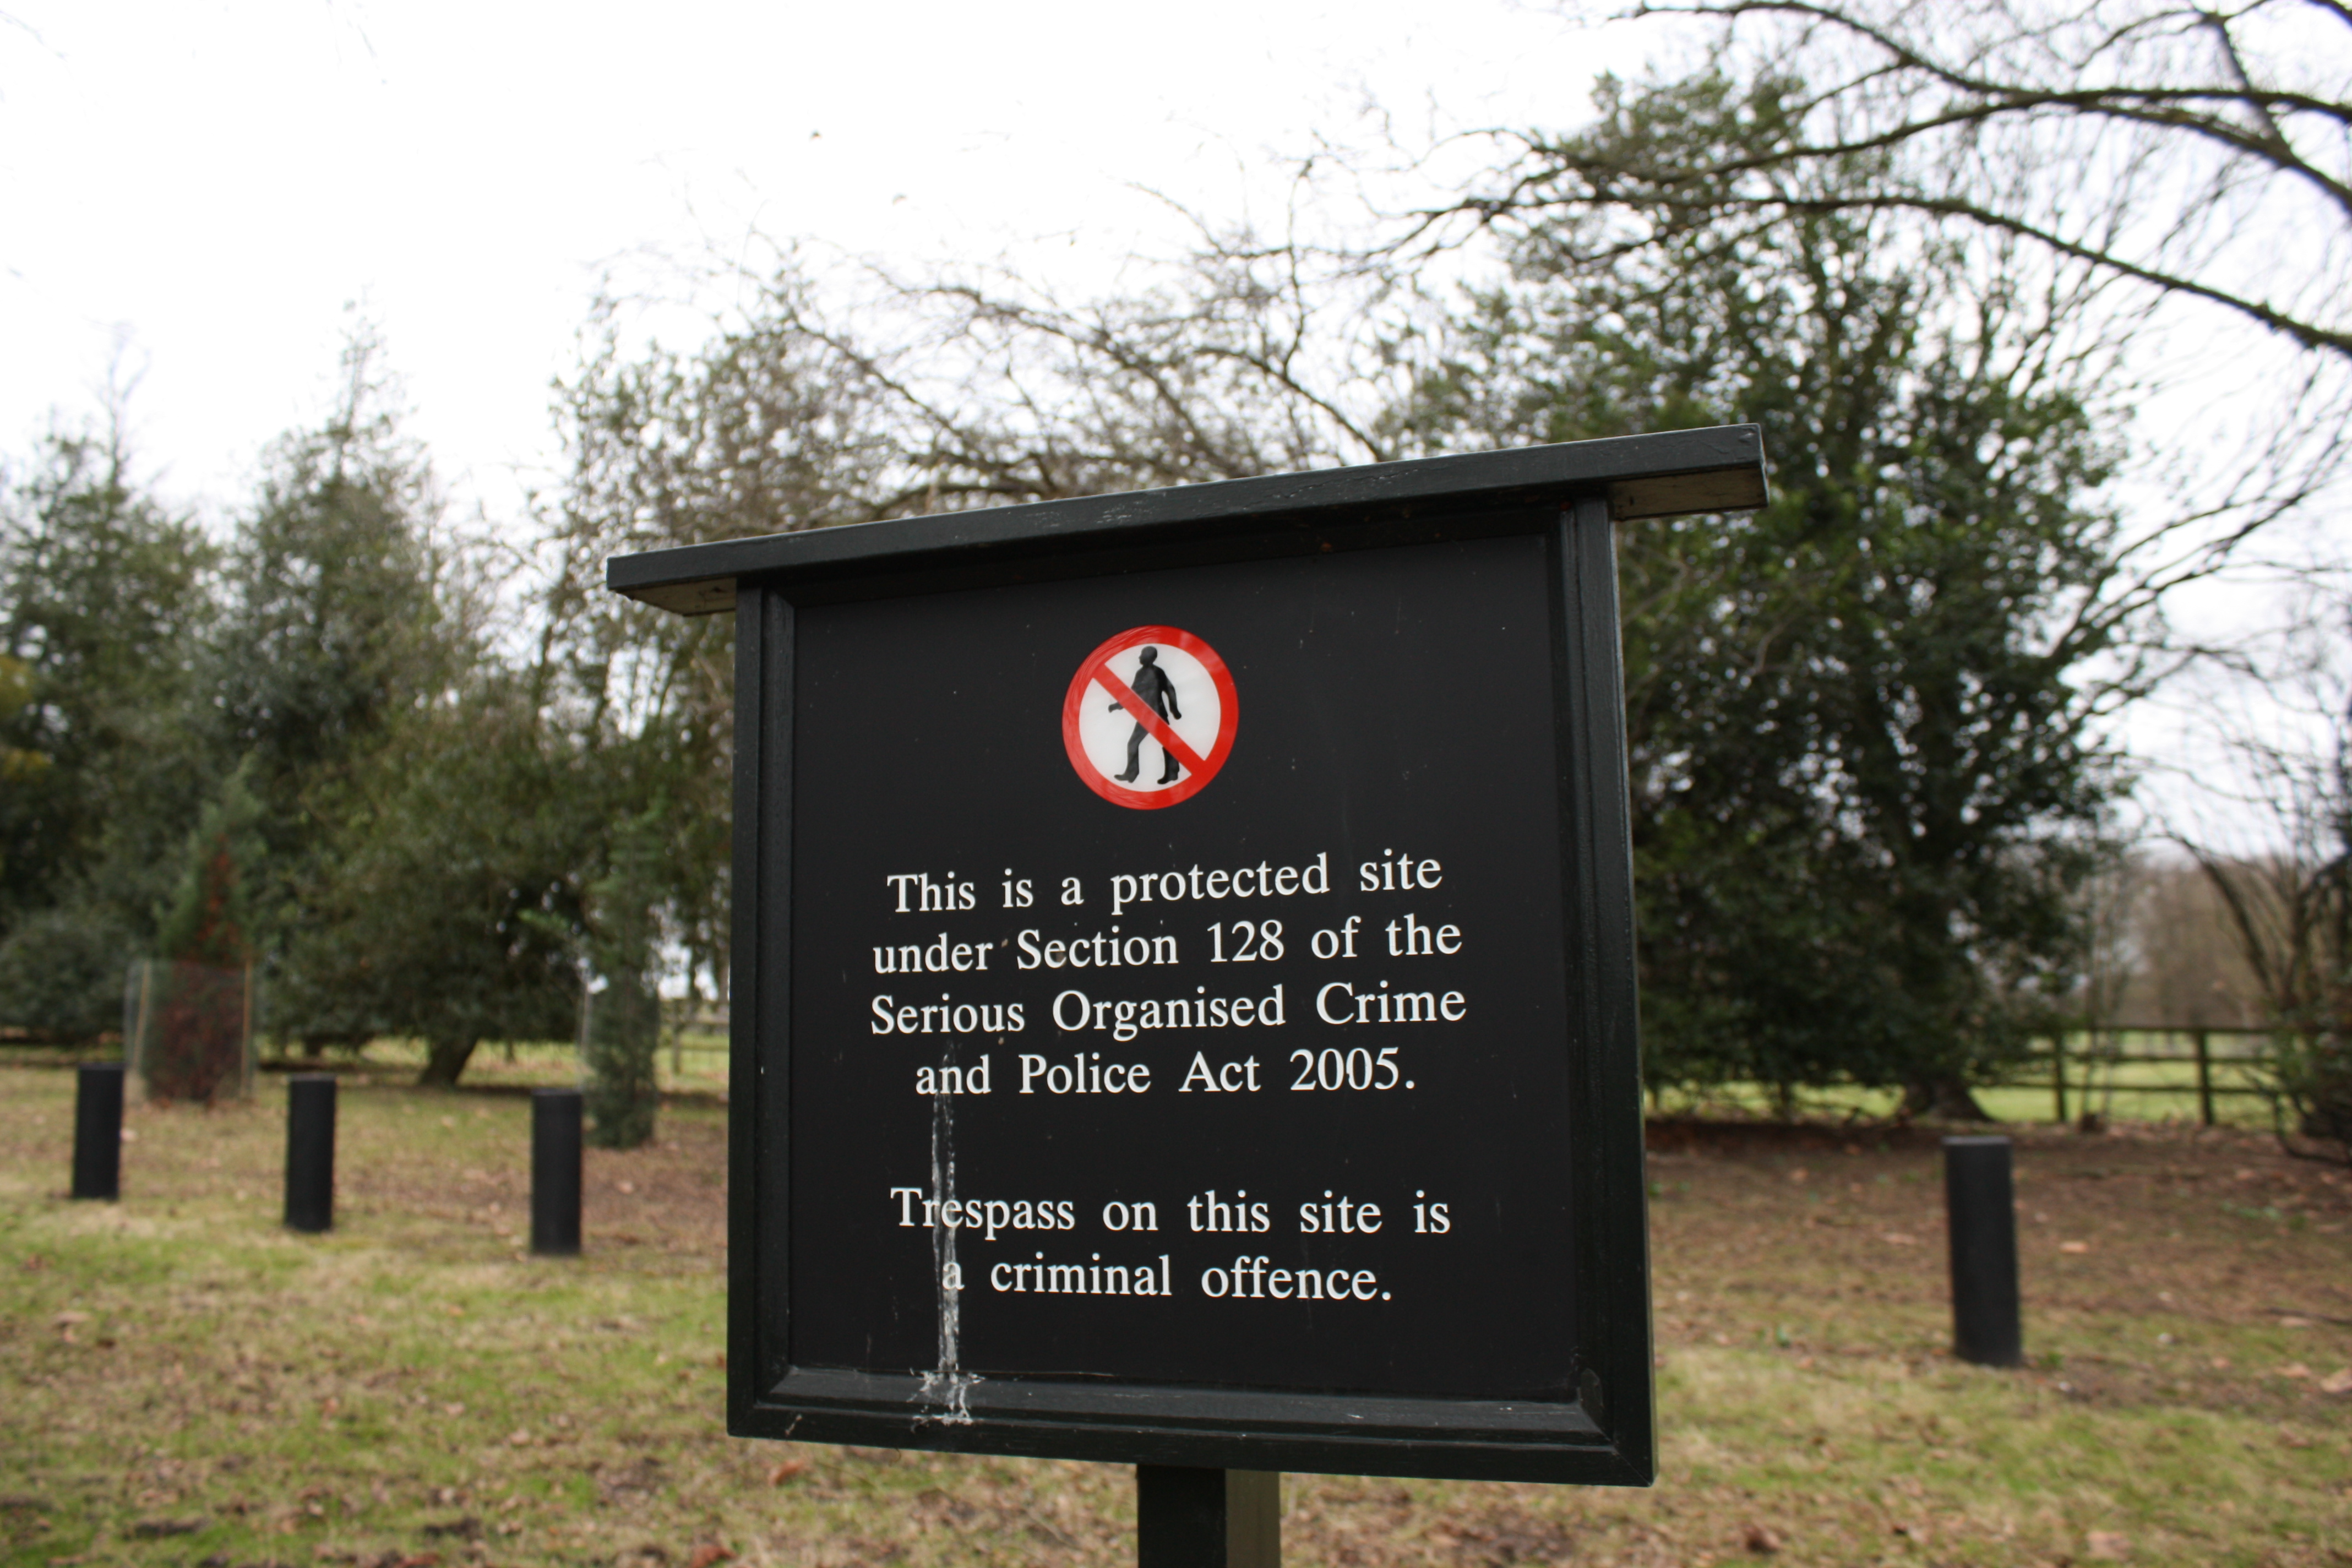 This is a protected site
under Section 128 of the
Serious Organised Crime
and Police Act 2005.
Trespass on this site is
a criminal offence.